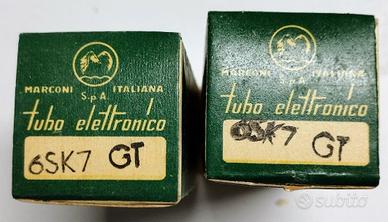 MARCONI ITALIANA
S.p.A.
tubo elettronico
6SK7 GT
MARCONI ITALIANA
S.p.A.
tubo elettronico
6SK7 GT
subito